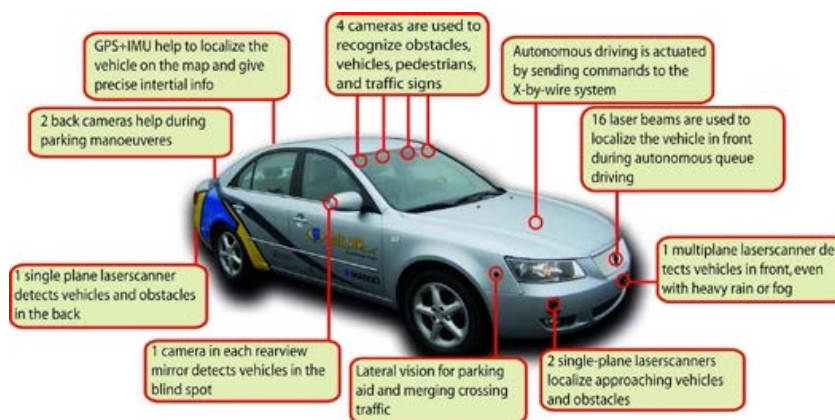 GPS+IMU help to localize the
vehicle on the map and give
precise intertial info
4 cameras are used to
recognize obstacles,
vehicles, pedestrians,
and traffic signs
Autonomous driving is actuated
by sending commands to the
X-by-wire system
2 back cameras help during
parking manoeuveres
16 laser beams are used to
localize the vehicle in front
during autonomous queue
driving
1 single plane laserscanner
detects vehicles and obstacles
in the back
1 multiplane laserscanner de
tects vehicles in front, even
with heavy rain or fog
1 camera in each rearview
mirror detects vehicles in the
blind spot
Lateral vision for parking
aid and merging crossing
traffic
2 single-plane laserscanners
localize approaching vehicles
and obstacles